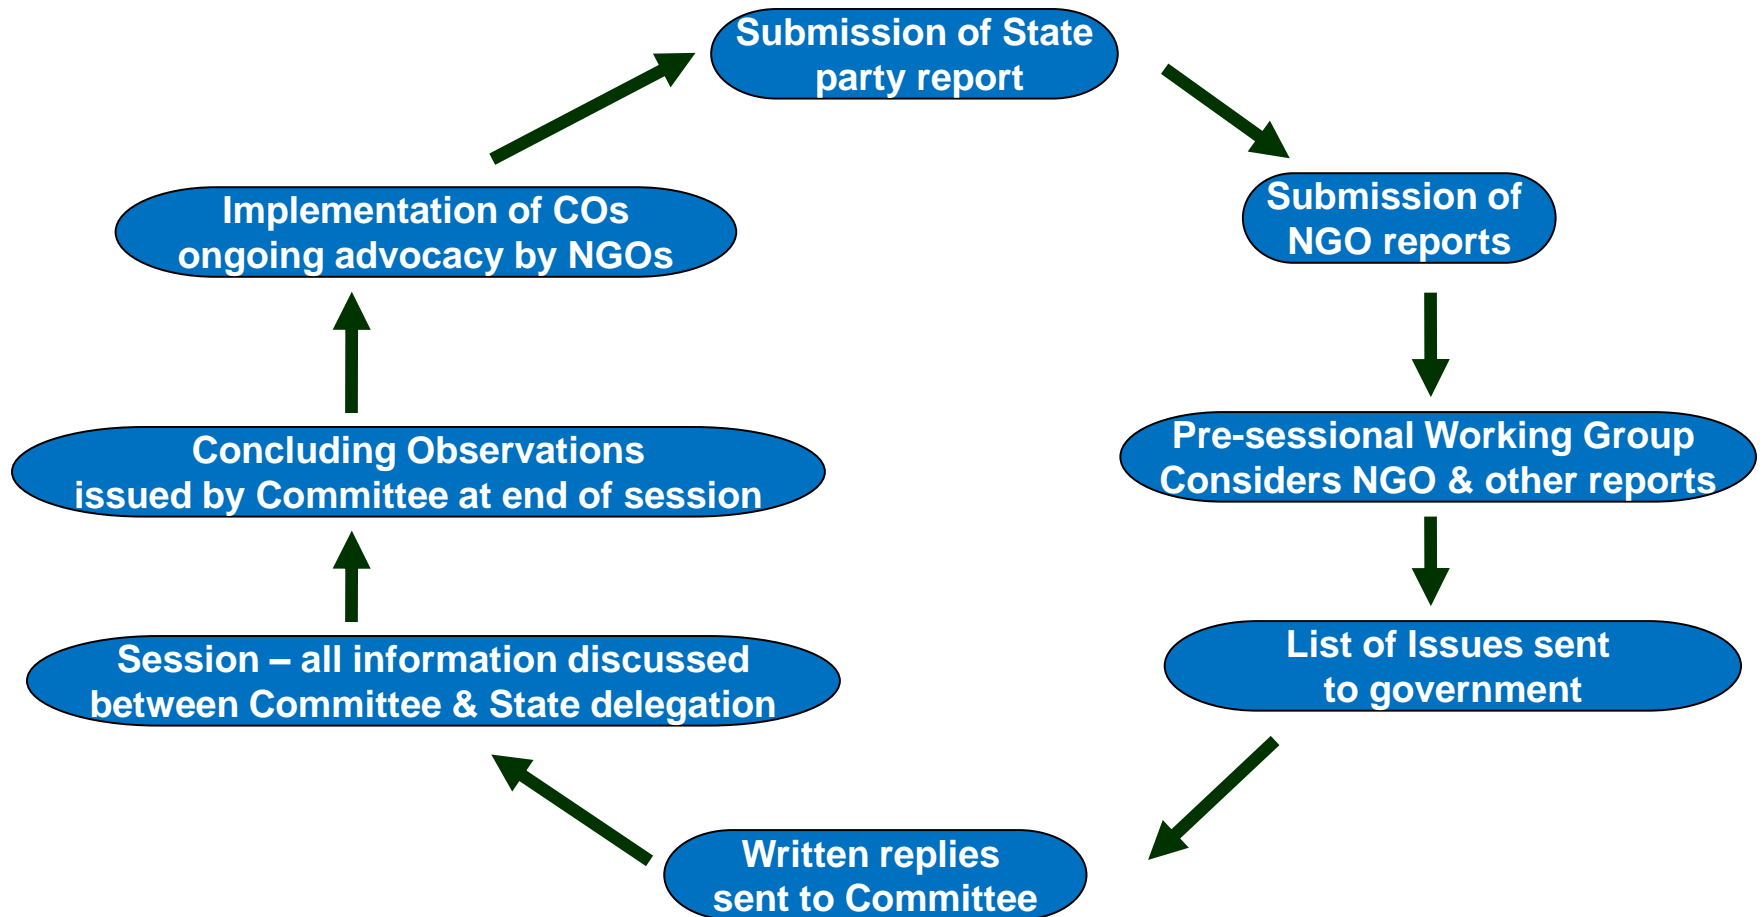 Submission of State
party report
Submission of
NGO reports
Pre-sessional Working Group
Considers NGO & other reports
List of Issues sent
to government
Written replies
sent to Committee
Session – all information discussed
between Committee & State delegation
Concluding Observations
issued by Committee at end of session
Implementation of COs
ongoing advocacy by NGOs